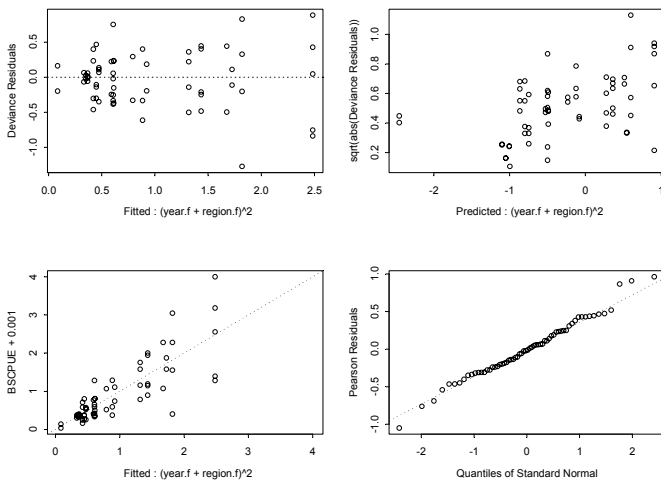 Deviance Residuals
0.5
0.0
-1.0
0.0 0.5 1.0 1.5 2.0 2.5
Fitted : (year.f + region.f)^2
sqrt(abs(Deviance Residuals))
1.0
0.8
0.6
0.4
0.2
-2 -1 0 1
Predicted : (year.f + region.f)^2
BSCPUE + 0.001
4
3
2
1
0
0 1 2 3 4
Fitted : (year.f + region.f)^2
Pearson Residuals
1.0
0.5
0.0
-0.5
-1.0
-2 -1 0 1 2
Quantiles of Standard Normal